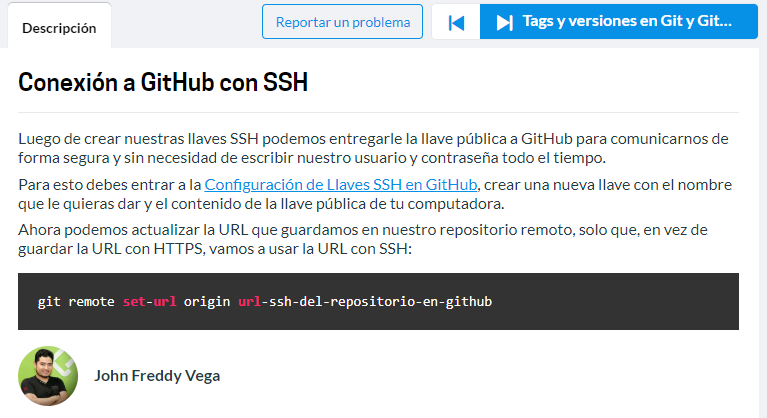 Descripción
Reportar un problema
Tags y versiones en Git y Git...
Conexión a GitHub con SSH
Luego de crear nuestras llaves SSH podemos entregarle la llave pública a GitHub para comunicarnos de
forma segura y sin necesidad de escribir nuestro usuario y contraseña todo el tiempo.
Para esto debes entrar a la Configuración de Llaves SSH en GitHub, crear una nueva llave con el nombre
que le quieras dar y el contenido de la llave pública de tu computadora.
Ahora podemos actualizar la URL que guardamos en nuestro repositorio remoto, solo que, en vez de
guardar la URL con HTTPS, vamos a usar la URL con SSH:
git remote set-url origin url-ssh-del-repositorio-en-github
John Freddy Vega